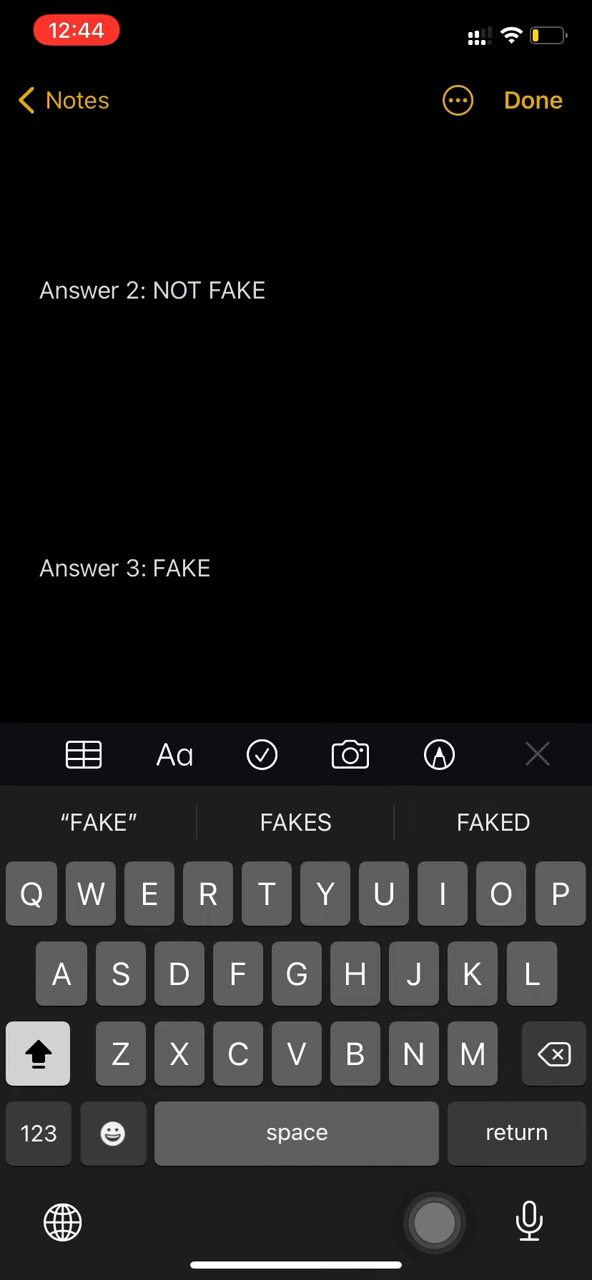 12:44
Notes
Done
Answer 2: NOT FAKE
Answer 3: FAKE
Aa
“FAKE”
FAKES
FAKED
Q W E R T Y U I O P
A S D F G H J K L
Z X C V B N M
123
space
return